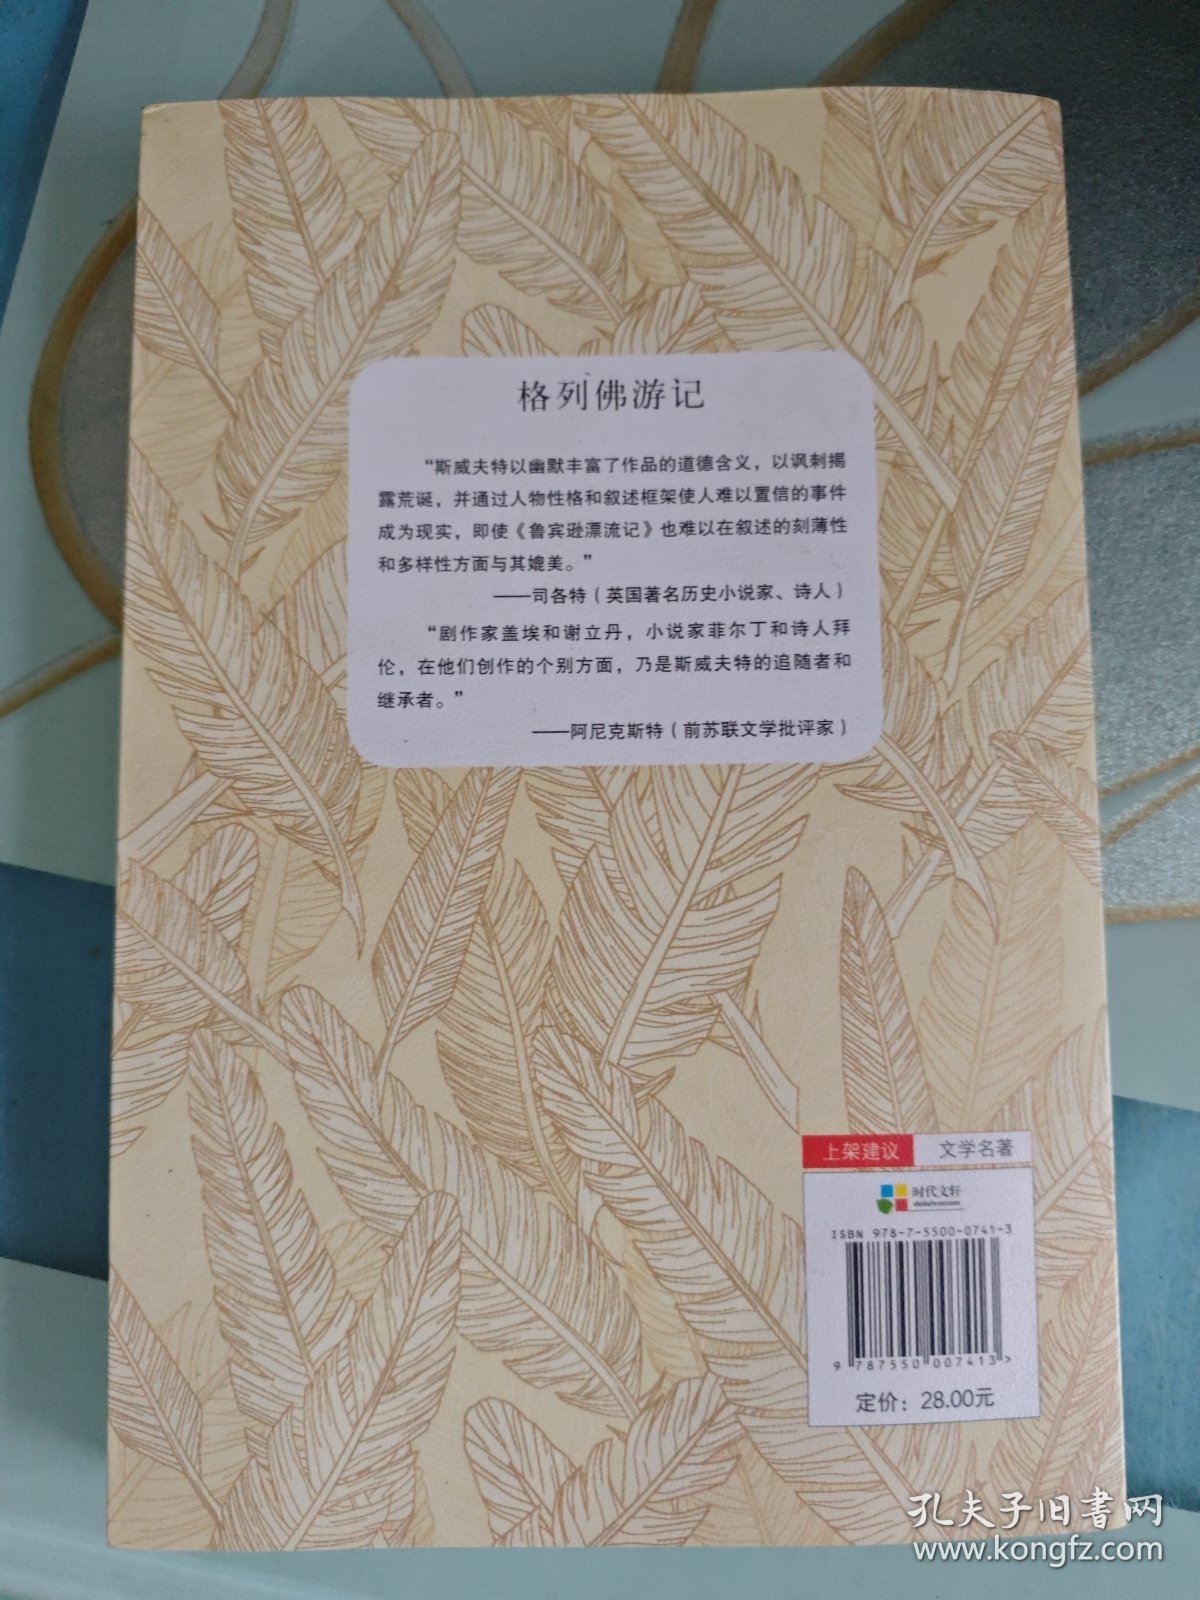 格列佛游记
“斯威夫特以幽默丰富了作品的道德含义，以讽刺揭
露荒诞，并通过人物性格和叙述框架使人难以置信的事件
成为现实，即使《鲁宾逊漂流记》也难以在叙述的刻薄性
和多样性方面与其媲美。”
——司各特（英国著名历史小说家、诗人）
“剧作家盖埃和谢立丹，小说家菲尔丁和诗人拜
伦，在他们创作的个别方面，乃是斯威夫特的追随者和
继承者。”
——阿尼克斯特（前苏联文学批评家）
上架建议 文学名著
时代文轩
ISBN 978-7-5500-0741-3
9 787550 007413>
定价：28.00元
孔夫子旧书网
www.kongfz.com